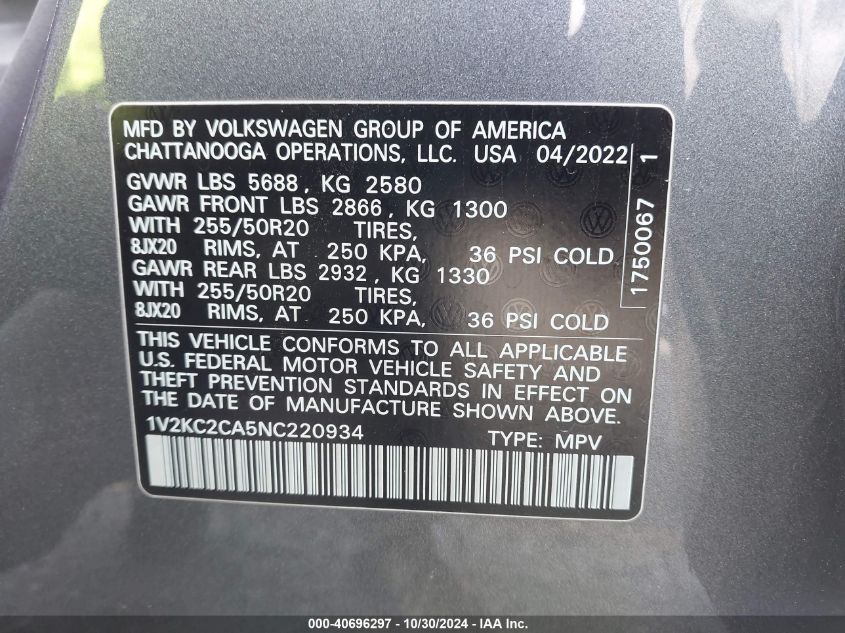 MFD BY VOLKSWAGEN GROUP OF AMERICA
CHATTANOOGA OPERATIONS, LLC. USA 04/2022
GVWR LBS 5688, KG 2580
GAWR FRONT LBS 2866, KG 1300
WITH 255/50R20 TIRES,
8JX20 RIMS, AT 250 KPA, 36 PSI COLD
GAWR REAR LBS 2932, KG 1330
WITH 255/50R20 TIRES,
8JX20 RIMS, AT 250 KPA, 36 PSI COLD
1750067 1
THIS VEHICLE CONFORMS TO ALL APPLICABLE
U.S. FEDERAL MOTOR VEHICLE SAFETY AND
THEFT PREVENTION STANDARDS IN EFFECT ON
THE DATE OF MANUFACTURE SHOWN ABOVE.
1V2KC2CA5NC220934 TYPE: MPV
000-40696297 - 10/30/2024 - IAA Inc.